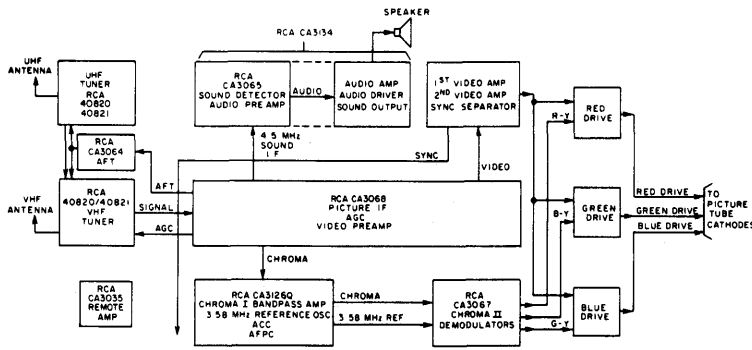 SPEAKER
RCA CA3134
UHF
ANTENNA
UHF
TUNER
RCA
40820
40821
RCA
CA3065
SOUND DETECTOR
AUDIO PREAMP
AUDIO
AUDIO AMP
AUDIO DRIVER
SOUND OUTPUT
1ST VIDEO AMP
2ND VIDEO AMP
SYNC SEPARATOR
RED
DRIVE
R-Y
RCA
CA3064
AFT
4.5 MHz
SOUND
IF
SYNC
VIDEO
AFT
VHF
ANTENNA
RCA
40820/40821
VHF
TUNER
SIGNAL
AGC
RCA CA3068
PICTURE IF
AGC
VIDEO PREAMP
B-Y
GREEN
DRIVE
RED DRIVE
GREEN DRIVE
BLUE DRIVE
TO
PICTURE
TUBE
CATHODES
CHROMA
RCA
CA3035
REMOTE
AMP
RCA CA3126Q
CHROMA I BANDPASS AMP
3 58 MHz REFERENCE OSC
ACC
AFPC
CHROMA
3 58 MHz REF
RCA
CA3067
CHROMA II
DEMODULATORS
G-Y
BLUE
DRIVE